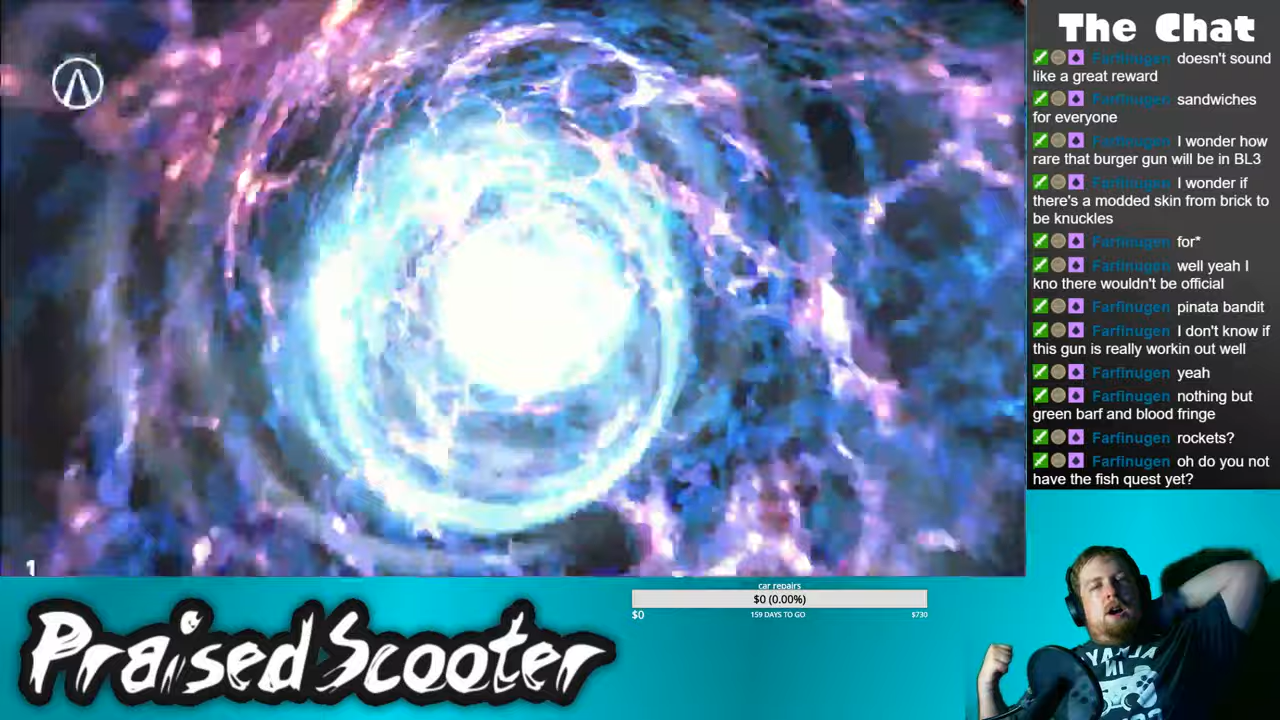 The Chat
Farfinugen doesn't sound
like a great reward
Farfinugen sandwiches
for everyone
Farfinugen I wonder how
rare that burger gun will be in BL3
Farfinugen I wonder if
there's a modded skin from brick to
be knuckles
Farfinugen for*
Farfinugen well yeah I
kno there wouldn't be official
Farfinugen pinata bandit
Farfinugen I don't know if
this gun is really workin out well
Farfinugen yeah
Farfinugen nothing but
green barf and blood fringe
Farfinugen rockets?
Farfinugen oh do you not
have the fish quest yet?
1
car repairs
$0 (0.00%)
$0 159 DAYS TO GO $730
Praised Scooter